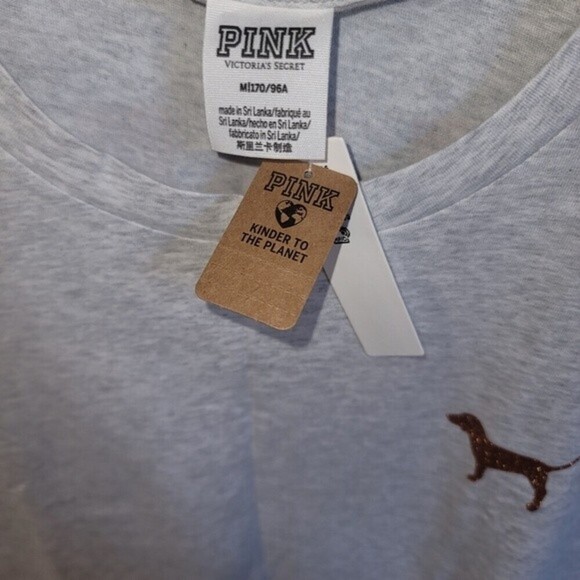 PINK
VICTORIA'S SECRET
M|170/96A
made in Sri Lanka/fabriqué au
Sri Lanka/hecho en Sri Lanka/
fabbricato in Sri Lanka/
斯里兰卡制造
PINK
KINDER TO
THE PLANET